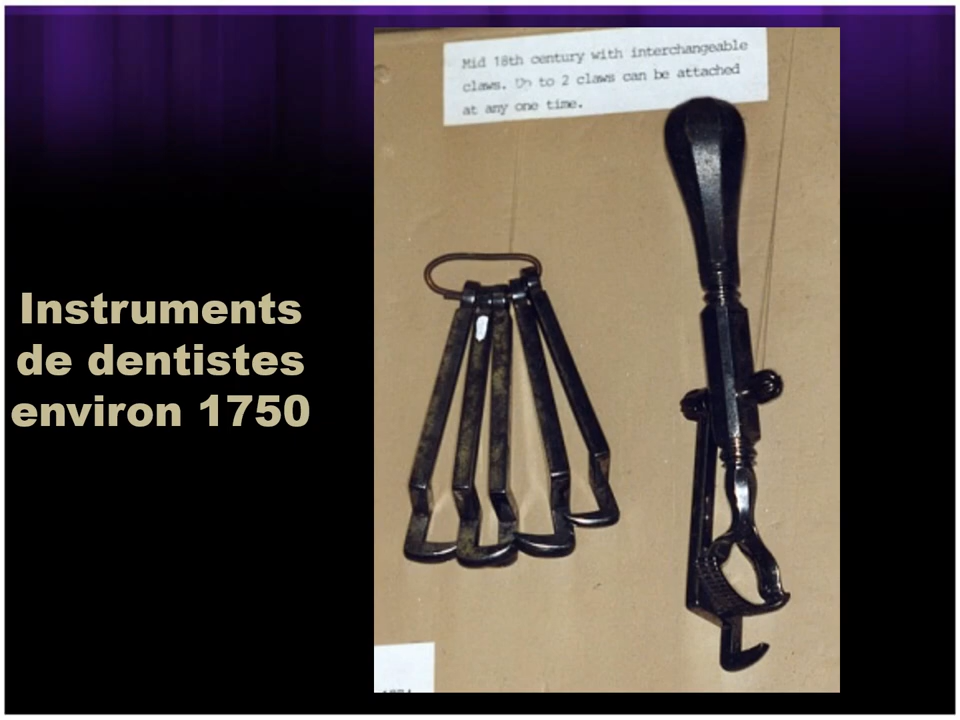 Mid 18th century with interchangeable
claws. Up to 2 claws can be attached
at any one time.
Instruments
de dentistes
environ 1750